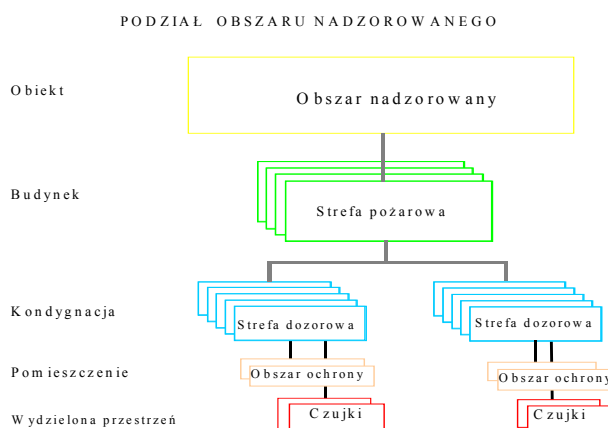 PODZIAŁ OBSZARU NADZOROWANEGO
Obiekt
Obszar nadzorowany
Budynek
Strefa pożarowa
Kondygnacja
Strefa dozorowa
Strefa dozorowa
Pomieszczenie
Obszar ochrony
Obszar ochrony
Wydzielona przestrzeń
Czujki
Czujki